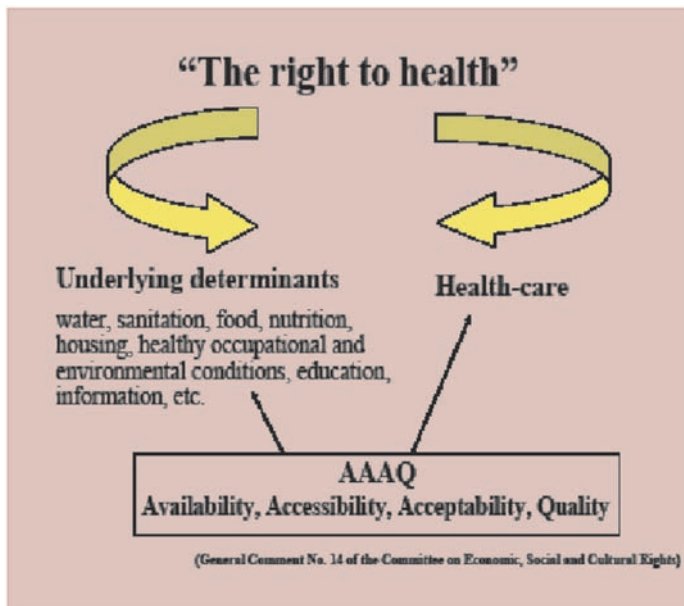 “The right to health”
Underlying determinants
water, sanitation, food, nutrition,
housing, healthy occupational and
environmental conditions, education,
information, etc.
Health-care
AAAQ
Availability, Accessibility, Acceptability, Quality
(General Comment No. 14 of the Committee on Economic, Social and Cultural Rights)